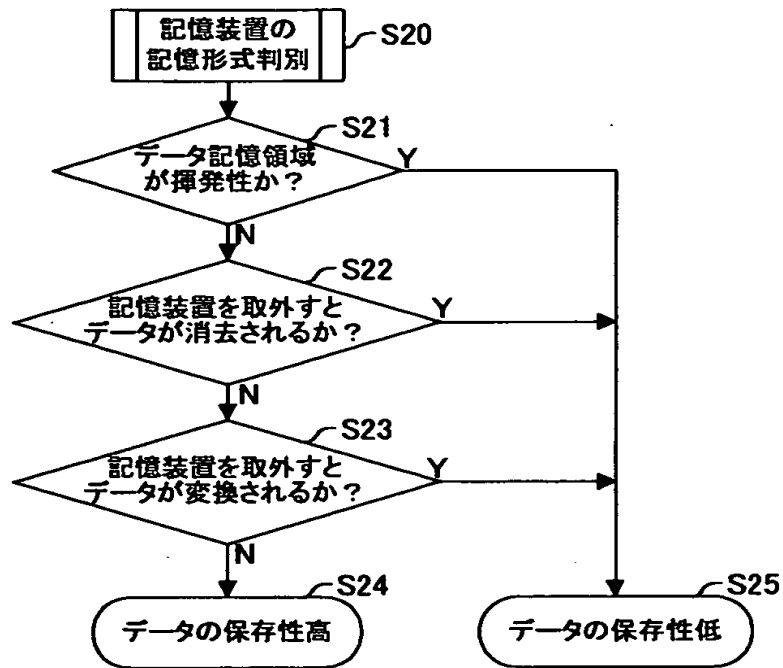 記憶装置の
記憶形式判別
S20
S21
データ記憶領域
が揮発性か？
Y
N
S22
記憶装置を取外すと
データが消去されるか？
Y
N
S23
記憶装置を取外すと
データが変換されるか？
Y
N
S24
データの保存性高
S25
データの保存性低